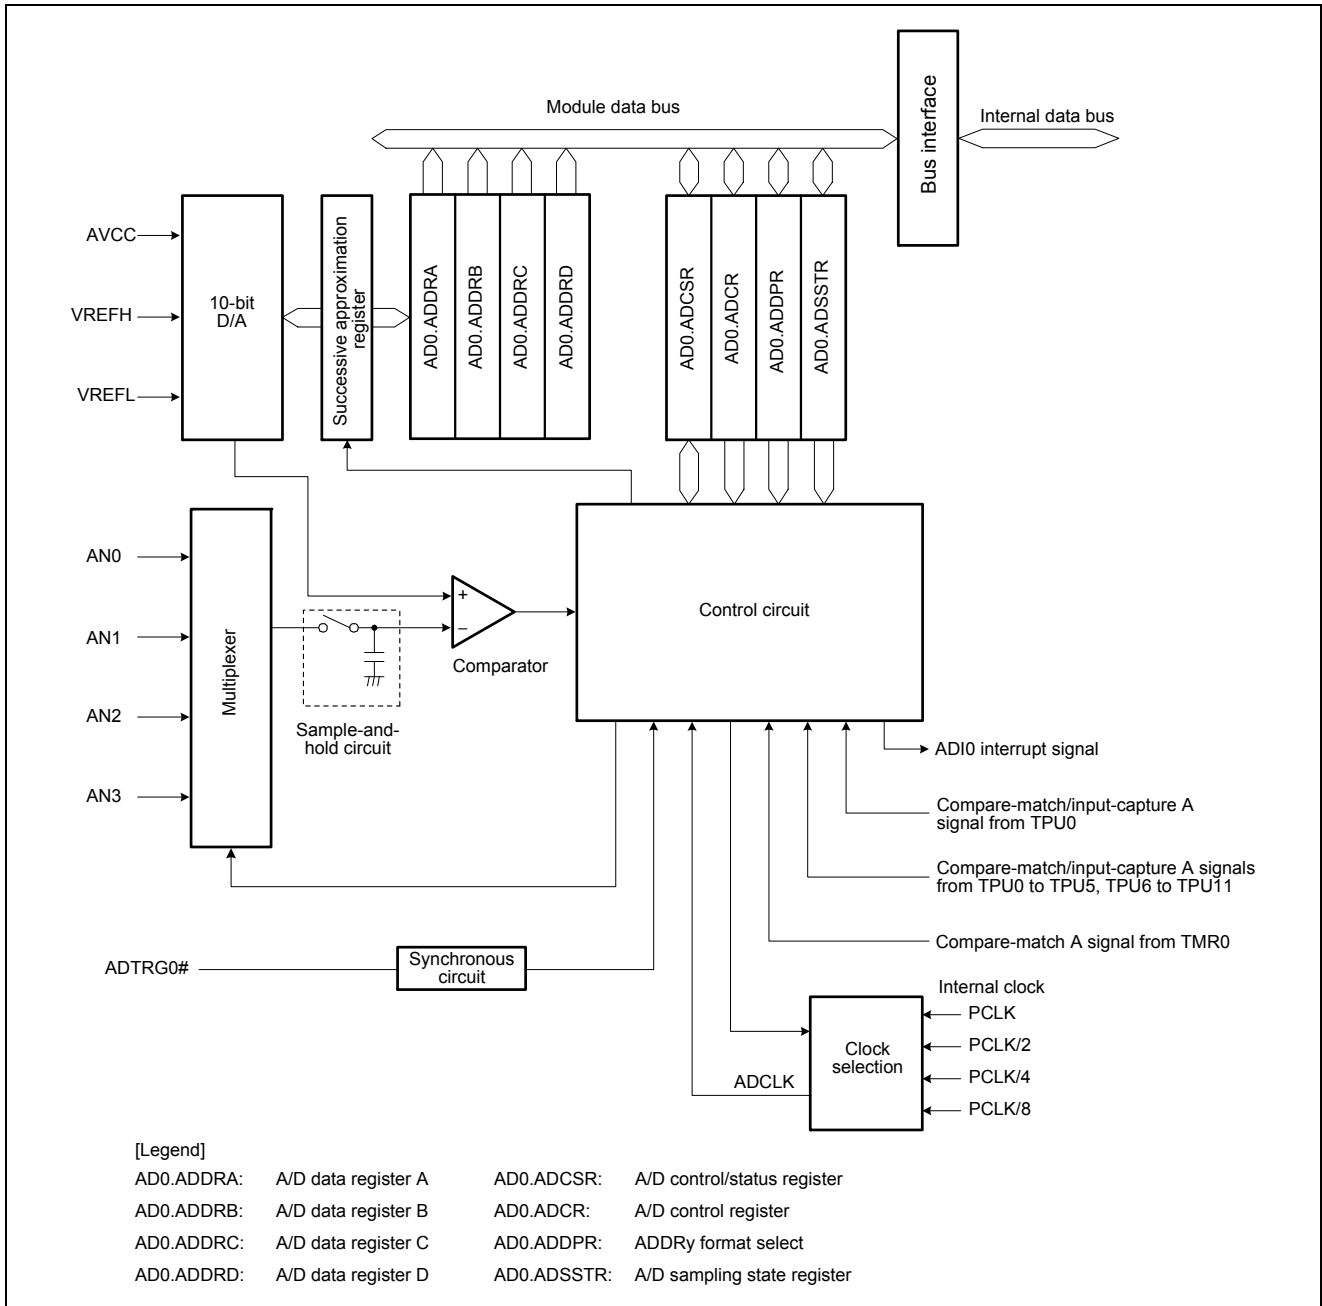 Module data bus
Bus interface
Internal data bus
AVCC
VREFH
VREFL
10-bit
D/A
Successive approximation
register
AD0.ADDRA
AD0.ADDRB
AD0.ADDRC
AD0.ADDRD
AD0.ADCSR
AD0.ADCR
AD0.ADDPR
AD0.ADSSTR
AN0
AN1
AN2
AN3
Multiplexer
Sample-and-
hold circuit
+
–
Comparator
Control circuit
ADI0 interrupt signal
Compare-match/input-capture A
signal from TPU0
Compare-match/input-capture A signals
from TPU0 to TPU5, TPU6 to TPU11
Compare-match A signal from TMR0
ADTRG0#
Synchronous
circuit
Internal clock
PCLK
PCLK/2
PCLK/4
PCLK/8
Clock
selection
ADCLK
[Legend]
AD0.ADDRA: A/D data register A AD0.ADCSR: A/D control/status register
AD0.ADDRB: A/D data register B AD0.ADCR: A/D control register
AD0.ADDRC: A/D data register C AD0.ADDPR: ADDRy format select
AD0.ADDRD: A/D data register D AD0.ADSSTR: A/D sampling state register